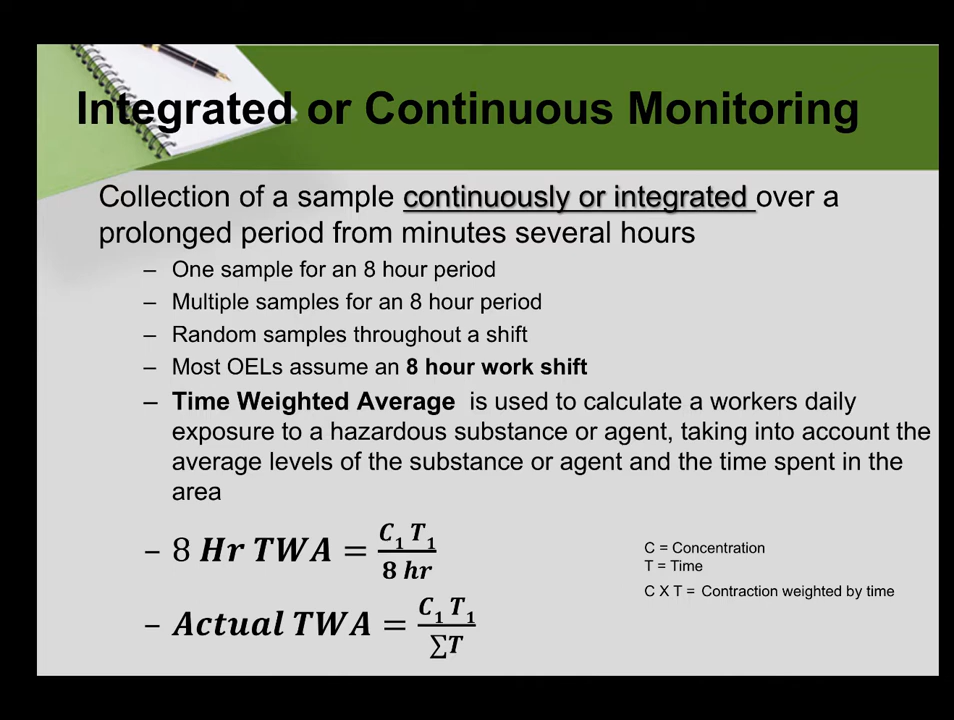 Integrated or Continuous Monitoring
Collection of a sample continuously or integrated over a
prolonged period from minutes several hours
– One sample for an 8 hour period
– Multiple samples for an 8 hour period
– Random samples throughout a shift
– Most OELs assume an 8 hour work shift
– Time Weighted Average is used to calculate a workers daily
exposure to a hazardous substance or agent, taking into account the
average levels of the substance or agent and the time spent in the
area
– 8 Hr TWA = C₁ T₁ / 8 hr
– Actual TWA = C₁ T₁ / ∑T
C = Concentration
T = Time
C X T = Contraction weighted by time